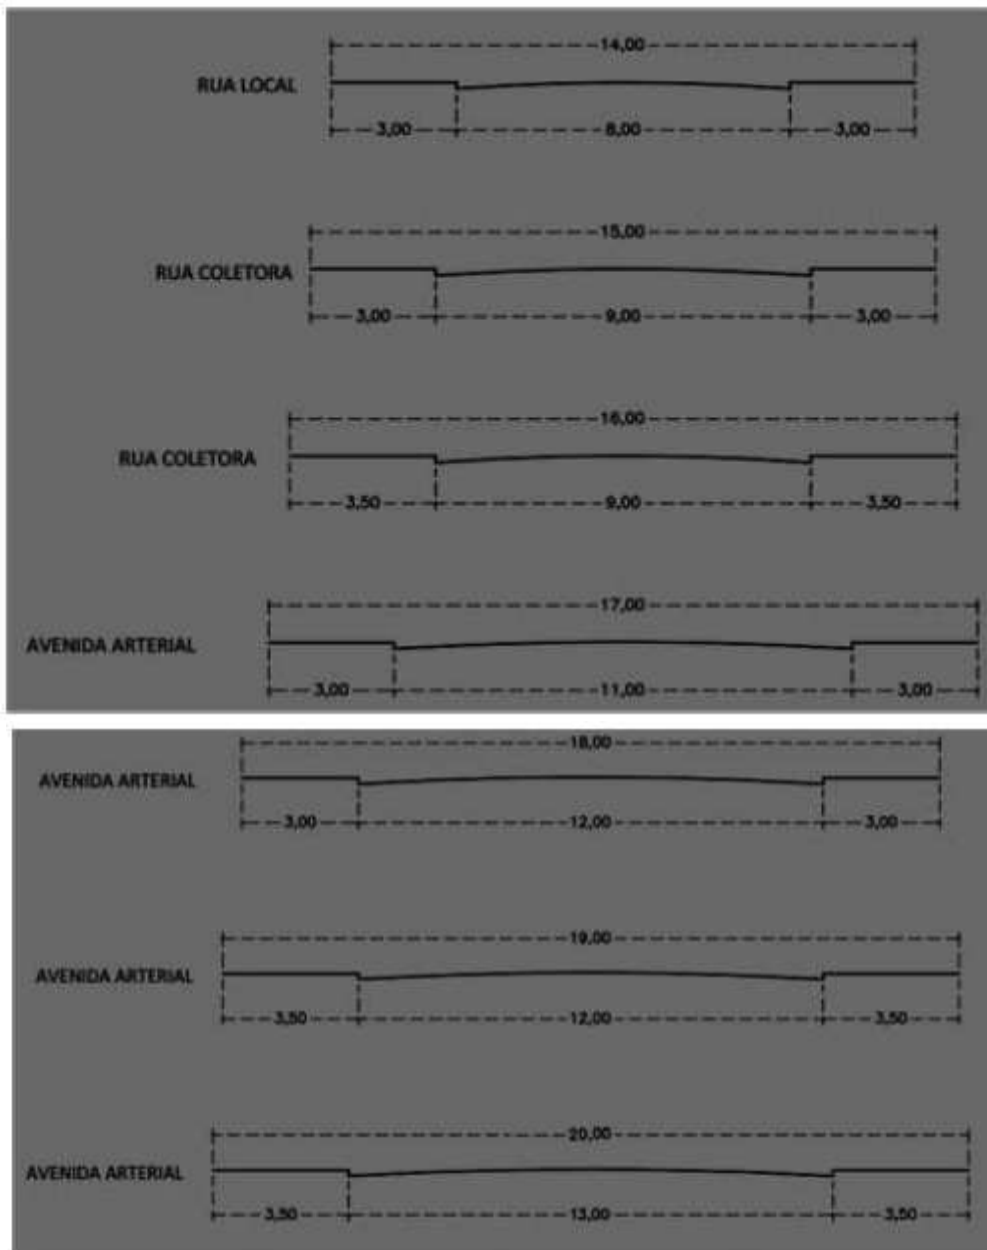 14,00
RUA LOCAL
3,00 8,00 3,00
15,00
RUA COLETORA
3,00 9,00 3,00
16,00
RUA COLETORA
3,50 9,00 3,50
17,00
AVENIDA ARTERIAL
3,00 11,00 3,00
18,00
AVENIDA ARTERIAL
3,00 12,00 3,00
19,00
AVENIDA ARTERIAL
3,50 12,00 3,50
20,00
AVENIDA ARTERIAL
3,50 13,00 3,50